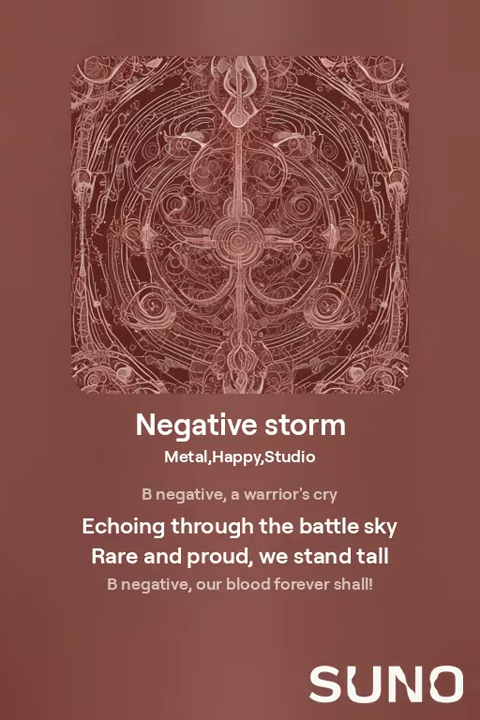 Negative storm
Metal,Happy,Studio
B negative, a warrior's cry
Echoing through the battle sky
Rare and proud, we stand tall
B negative, our blood forever shall!
SUNO